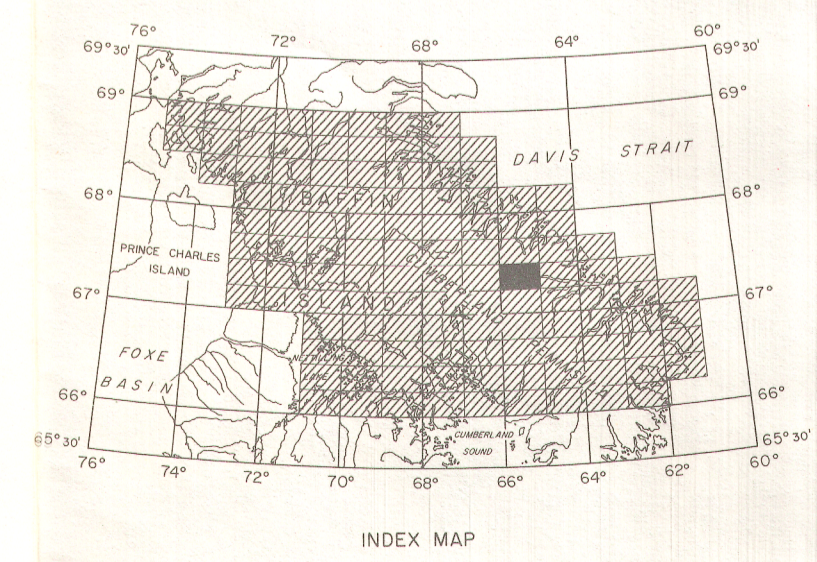 76°
72°
68°
64°
60°
69°30'
69°30'
69°
69°
DAVIS STRAIT
68°
68°
BAFFIN
PRINCE CHARLES
ISLAND
CUMBERLAND PENINSULA
67°
67°
ISLAND
FOXE
BASIN
NETTILLING
LAKE
66°
66°
CUMBERLAND
SOUND
65°30'
65°30'
76°
74°
72°
70°
68°
66°
64°
62°
60°
INDEX MAP